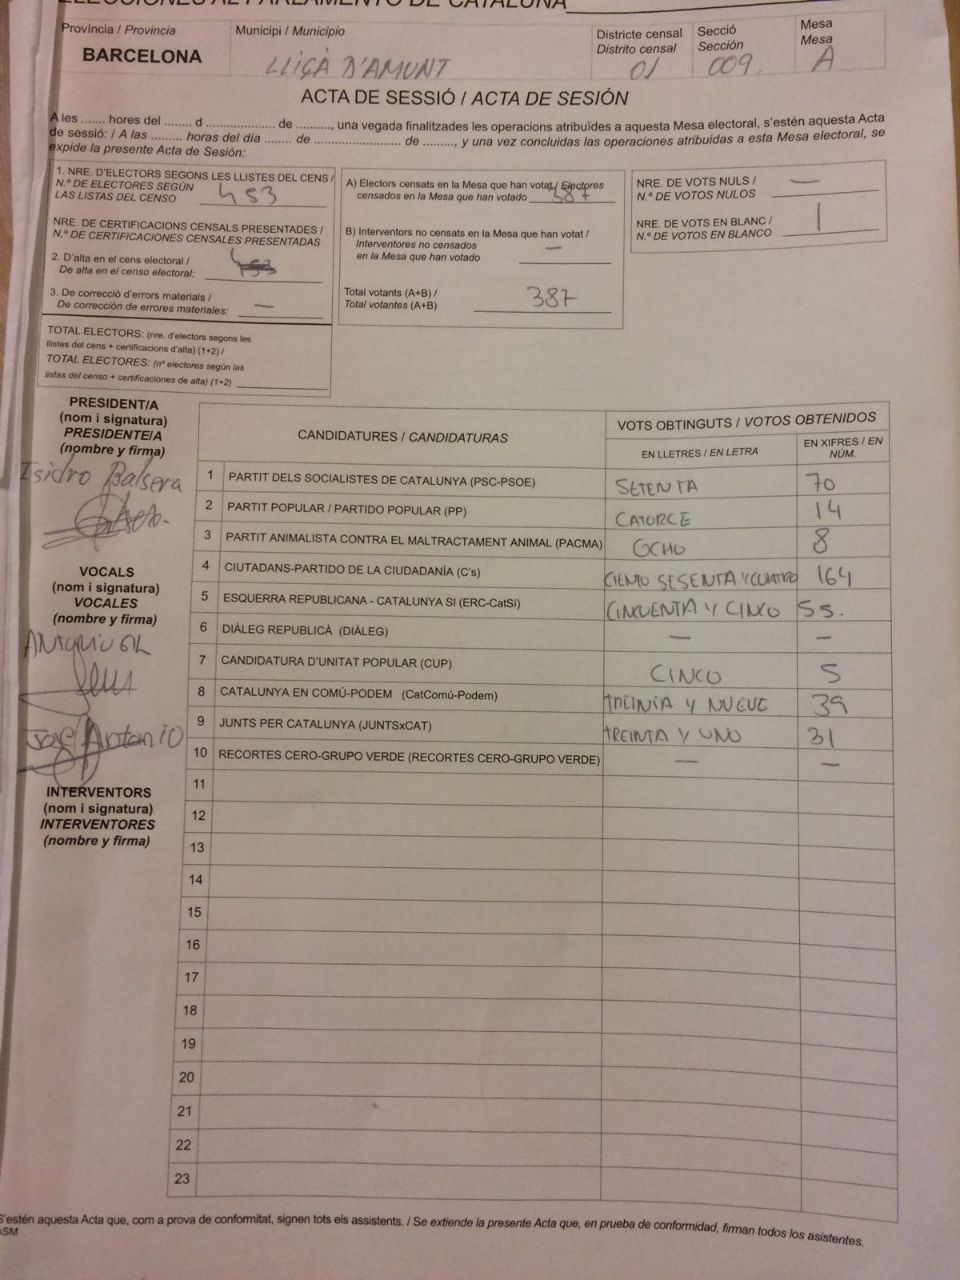 ELECCIONES AL PARLAMENTO DE CATALUÑA
Província / Provincia
BARCELONA
Municipi / Municipio
LLIÇÀ D'AMUNT
Districte censal
Distrito censal
01
Secció
Sección
009.
Mesa
Mesa
A
ACTA DE SESSIÓ / ACTA DE SESIÓN
A les ....... hores del ........ d .................... de .........., una vegada finalitzades les operacions atribuïdes a aquesta Mesa electoral, s'estén aquesta Acta
de sessió: / A las ......... horas del día ........ de ......................... de ........, y una vez concluidas las operaciones atribuidas a esta Mesa electoral, se
expide la presente Acta de Sesión:
1. NRE. D'ELECTORS SEGONS LES LLISTES DEL CENS /
N.º DE ELECTORES SEGÚN
LAS LISTAS DEL CENSO
453
NRE. DE CERTIFICACIONS CENSALS PRESENTADES /
N.º DE CERTIFICACIONES CENSALES PRESENTADAS
2. D'alta en el cens electoral /
De alta en el censo electoral:
3. De correcció d'errors materials /
De corrección de errores materiales: —
TOTAL ELECTORS: (nre. d'electors segons les
llistes del cens + certificacions d'alta) (1+2) /
TOTAL ELECTORES: (nº electores según las
listas del censo + certificaciones de alta) (1+2)
A) Electors censats en la Mesa que han votat / Electores
censados en la Mesa que han votado 387
B) Interventors no censats en la Mesa que han votat /
Interventores no censados
en la Mesa que han votado —
Total votants (A+B) /
Total votantes (A+B)
387
NRE. DE VOTS NULS /
N.º DE VOTOS NULOS —
NRE. DE VOTS EN BLANC /
N.º DE VOTOS EN BLANCO 1
PRESIDENT/A
(nom i signatura)
PRESIDENTE/A
(nombre y firma)
Isidro Balsera
VOCALS
(nom i signatura)
VOCALES
(nombre y firma)
José Antonio
INTERVENTORS
(nom i signatura)
INTERVENTORES
(nombre y firma)
CANDIDATURES / CANDIDATURAS
VOTS OBTINGUTS / VOTOS OBTENIDOS
EN LLETRES / EN LETRA
EN XIFRES / EN
NÚM.
1 PARTIT DELS SOCIALISTES DE CATALUNYA (PSC-PSOE) SETENTA 70
2 PARTIT POPULAR / PARTIDO POPULAR (PP) CATORCE 14
3 PARTIT ANIMALISTA CONTRA EL MALTRACTAMENT ANIMAL (PACMA) OCHO 8
4 CIUTADANS-PARTIDO DE LA CIUDADANÍA (C's) CIENTO SESENTA Y CUATRO 164
5 ESQUERRA REPUBLICANA - CATALUNYA SI (ERC-CatSí) CINCUENTA Y CINCO 55.
6 DIÀLEG REPUBLICÀ (DIÀLEG) — —
7 CANDIDATURA D'UNITAT POPULAR (CUP) CINCO 5
8 CATALUNYA EN COMÚ-PODEM (CatComú-Podem) TREINTA Y NUEVE 39
9 JUNTS PER CATALUNYA (JUNTSxCAT) TREINTA Y UNO 31
10 RECORTES CERO-GRUPO VERDE (RECORTES CERO-GRUPO VERDE) — —
11
12
13
14
15
16
17
18
19
20
21
22
23
S'estén aquesta Acta que, com a prova de conformitat, signen tots els assistents. / Se extiende la presente Acta que, en prueba de conformidad, firman todos los asistentes.